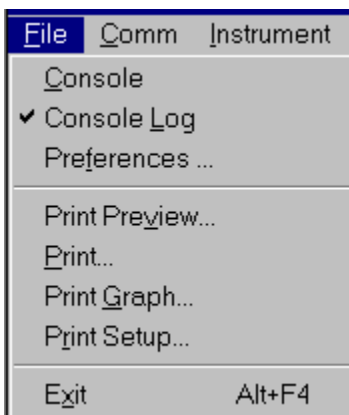 File Comm Instrument
Console
Console Log
Preferences ...
Print Preview...
Print...
Print Graph...
Print Setup...
Exit Alt+F4